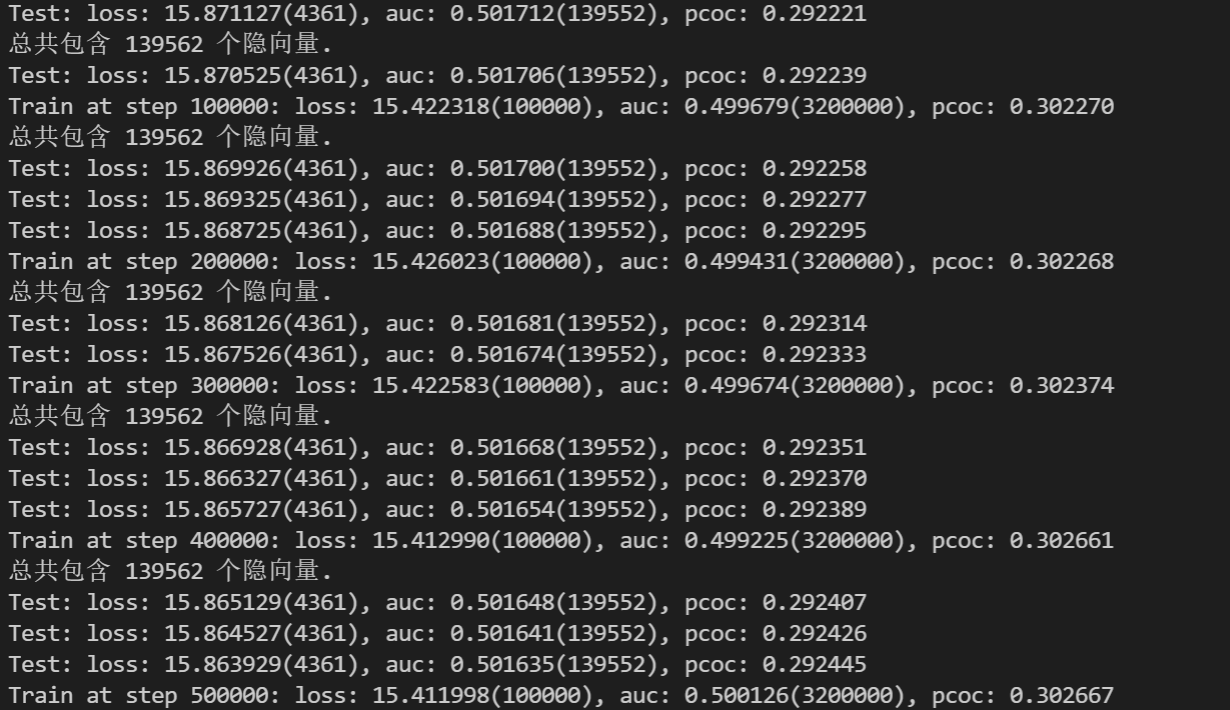 Test: loss: 15.871127(4361), auc: 0.501712(139552), pcoc: 0.292221
总共包含 139562 个隐向量.
Test: loss: 15.870525(4361), auc: 0.501706(139552), pcoc: 0.292239
Train at step 100000: loss: 15.422318(100000), auc: 0.499679(3200000), pcoc: 0.302270
总共包含 139562 个隐向量.
Test: loss: 15.869926(4361), auc: 0.501700(139552), pcoc: 0.292258
Test: loss: 15.869325(4361), auc: 0.501694(139552), pcoc: 0.292277
Test: loss: 15.868725(4361), auc: 0.501688(139552), pcoc: 0.292295
Train at step 200000: loss: 15.426023(100000), auc: 0.499431(3200000), pcoc: 0.302268
总共包含 139562 个隐向量.
Test: loss: 15.868126(4361), auc: 0.501681(139552), pcoc: 0.292314
Test: loss: 15.867526(4361), auc: 0.501674(139552), pcoc: 0.292333
Train at step 300000: loss: 15.422583(100000), auc: 0.499674(3200000), pcoc: 0.302374
总共包含 139562 个隐向量.
Test: loss: 15.866928(4361), auc: 0.501668(139552), pcoc: 0.292351
Test: loss: 15.866327(4361), auc: 0.501661(139552), pcoc: 0.292370
Test: loss: 15.865727(4361), auc: 0.501654(139552), pcoc: 0.292389
Train at step 400000: loss: 15.412990(100000), auc: 0.499225(3200000), pcoc: 0.302661
总共包含 139562 个隐向量.
Test: loss: 15.865129(4361), auc: 0.501648(139552), pcoc: 0.292407
Test: loss: 15.864527(4361), auc: 0.501641(139552), pcoc: 0.292426
Test: loss: 15.863929(4361), auc: 0.501635(139552), pcoc: 0.292445
Train at step 500000: loss: 15.411998(100000), auc: 0.500126(3200000), pcoc: 0.302667